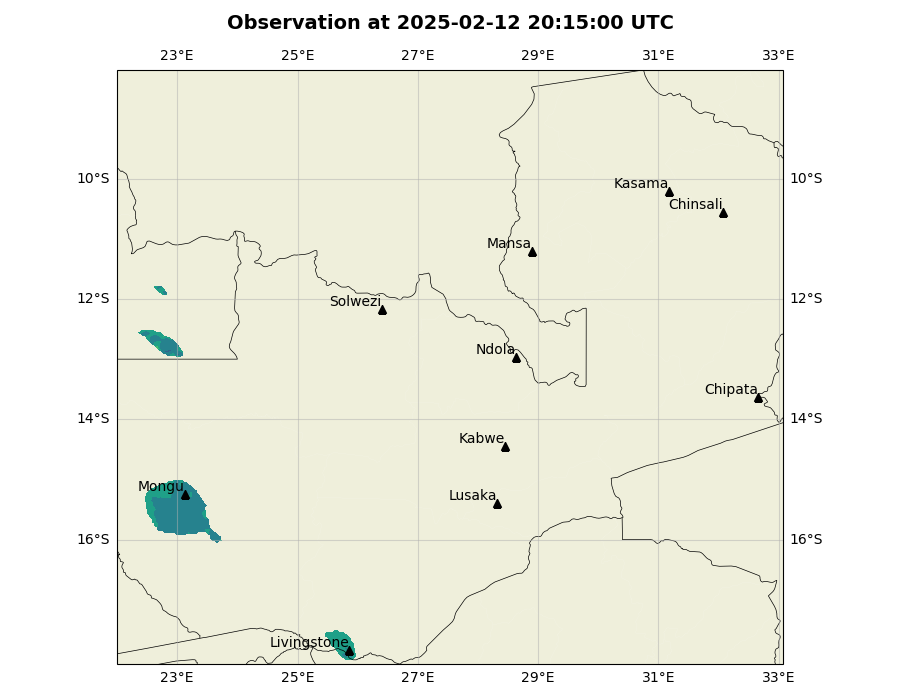 Observation at 2025-02-12 20:15:00 UTC
23°E 25°E 27°E 29°E 31°E 33°E
10°S 10°S
Kasama
Chinsali
Mansa
12°S 12°S
Solwezi
Ndola
Chipata
14°S 14°S
Kabwe
Mongu
Lusaka
16°S 16°S
Livingstone
23°E 25°E 27°E 29°E 31°E 33°E